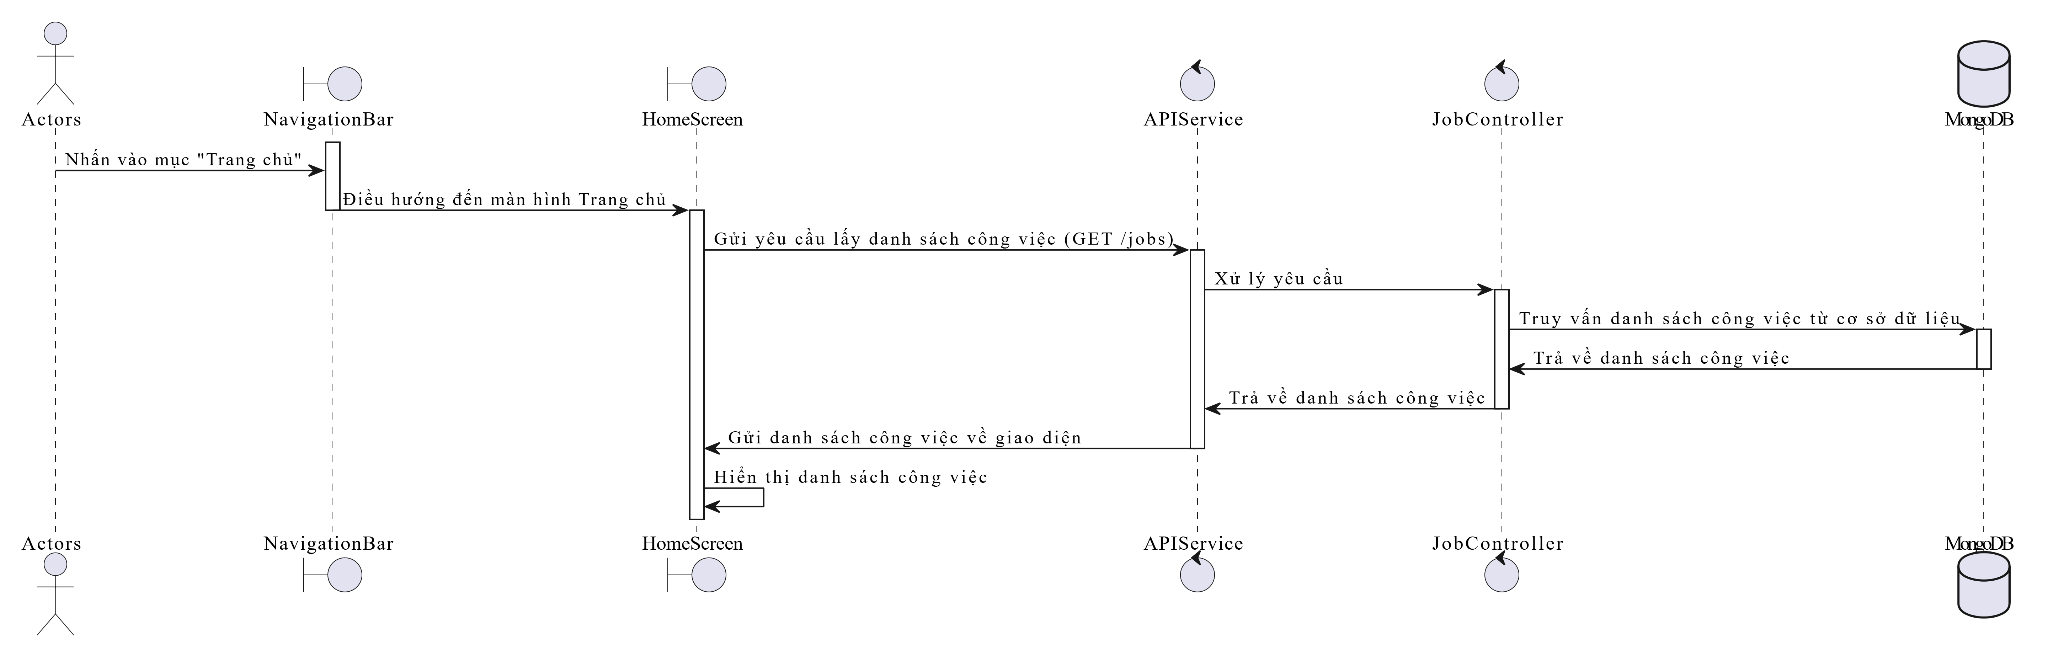 Actors
NavigationBar
HomeScreen
APIService
JobController
MongoDB
Nhấn vào mục "Trang chủ"
Điều hướng đến màn hình Trang chủ
Gửi yêu cầu lấy danh sách công việc (GET /jobs)
Xử lý yêu cầu
Truy vấn danh sách công việc từ cơ sở dữ liệu
Trả về danh sách công việc
Trả về danh sách công việc
Gửi danh sách công việc về giao diện
Hiển thị danh sách công việc
Actors
NavigationBar
HomeScreen
APIService
JobController
MongoDB